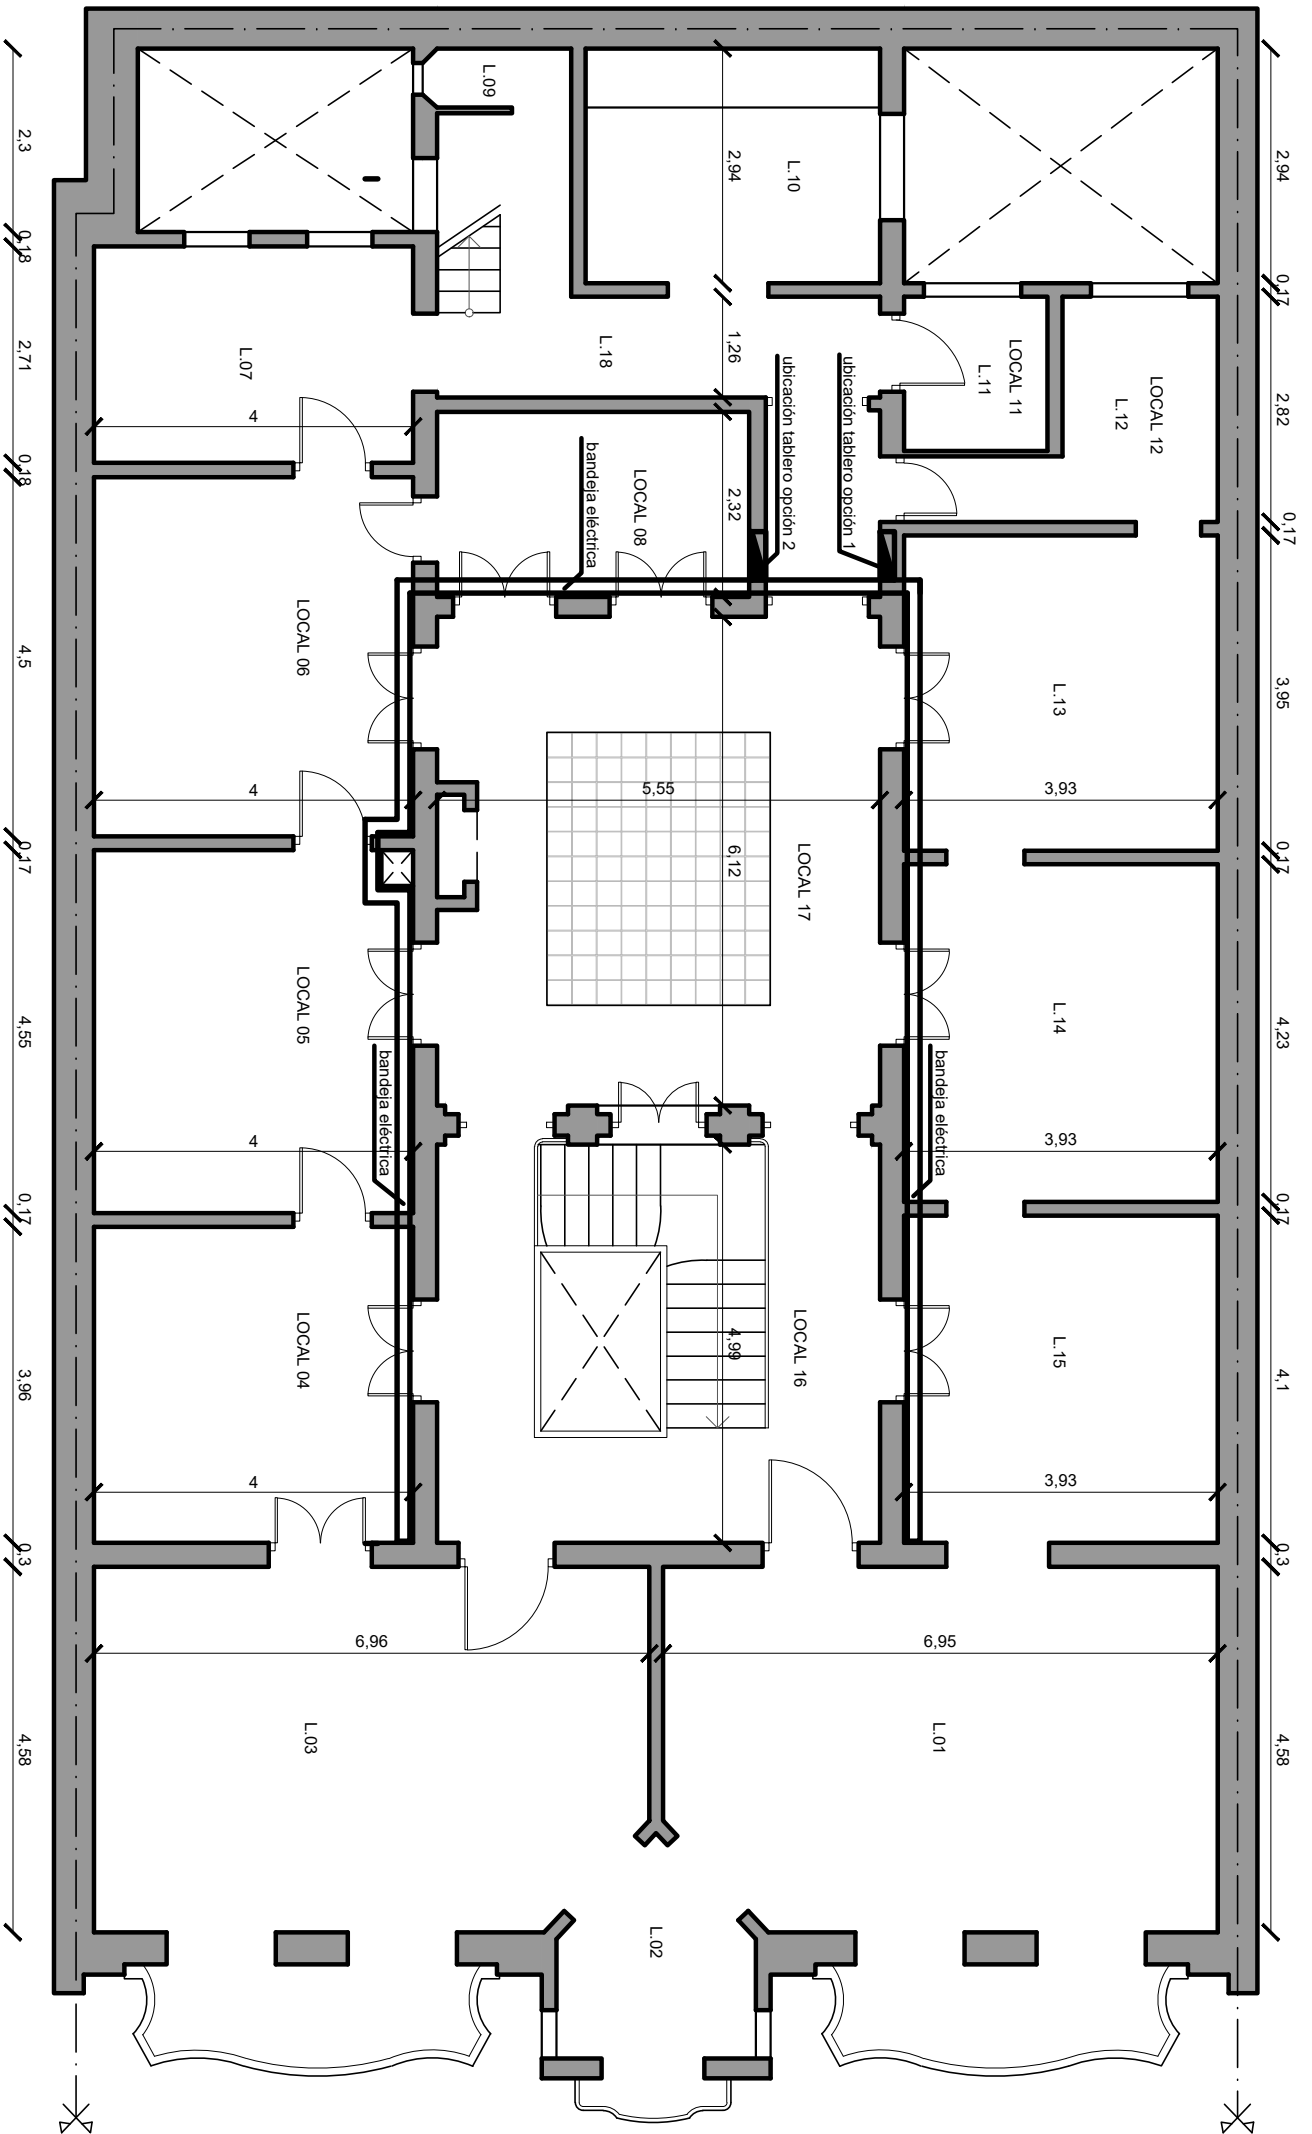 2,3
0,18
2,71
0,18
4,5
0,17
4,55
0,17
3,96
0,3
4,58
2,94
0,17
2,82
0,17
3,95
0,17
4,23
0,17
4,1
0,3
4,58
2,94
1,26
2,32
6,12
4,99
4
4
4
4
5,55
3,93
3,93
3,93
6,96
6,95
L.09
L.10
LOCAL 11
L.11
LOCAL 12
L.12
L.07
L.18
ubicación tablero opción 2
ubicación tablero opción 1
LOCAL 08
bandeja eléctrica
LOCAL 06
L.13
LOCAL 17
LOCAL 05
L.14
bandeja eléctrica
bandeja eléctrica
LOCAL 04
LOCAL 16
L.15
L.03
L.01
L.02